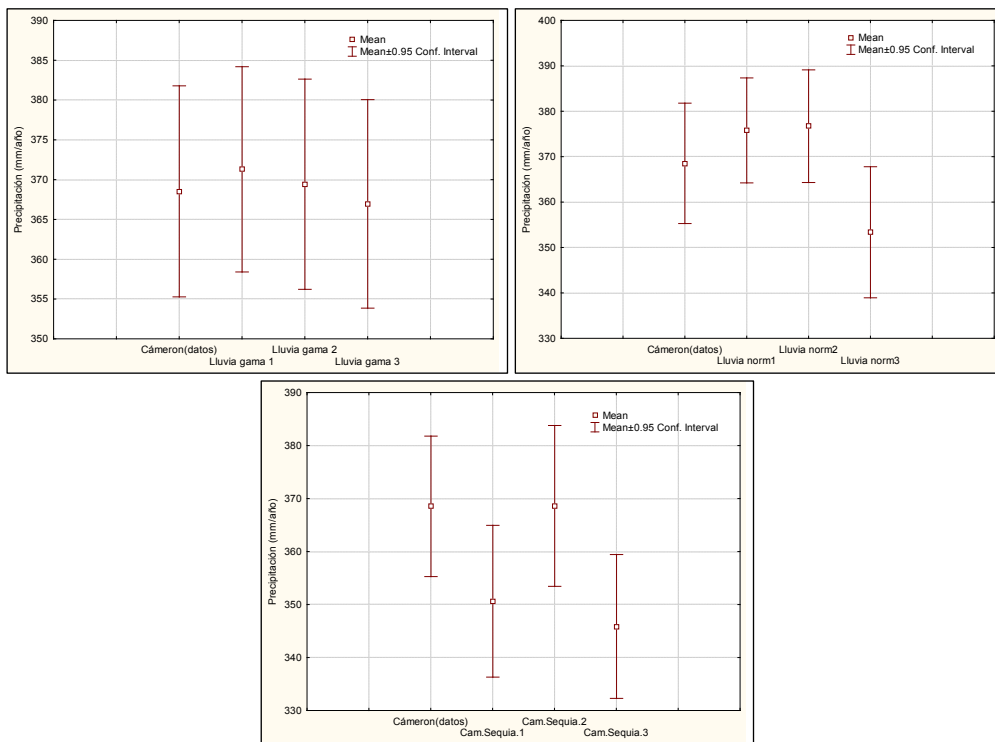 390
385
380
375
370
365
360
355
350
Precipitación (mm/año)
Mean
Mean±0.95 Conf. Interval
Cámeron(datos)
Lluvia gama 1
Lluvia gama 2
Lluvia gama 3
400
390
380
370
360
350
340
330
Precipitación (mm/año)
Mean
Mean±0.95 Conf. Interval
Cámeron(datos)
Lluvia norm1
Lluvia norm2
Lluvia norm3
390
380
370
360
350
340
330
Precipitación (mm/año)
Mean
Mean±0.95 Conf. Interval
Cámeron(datos)
Cam.Sequia.1
Cam.Sequia.2
Cam.Sequia.3